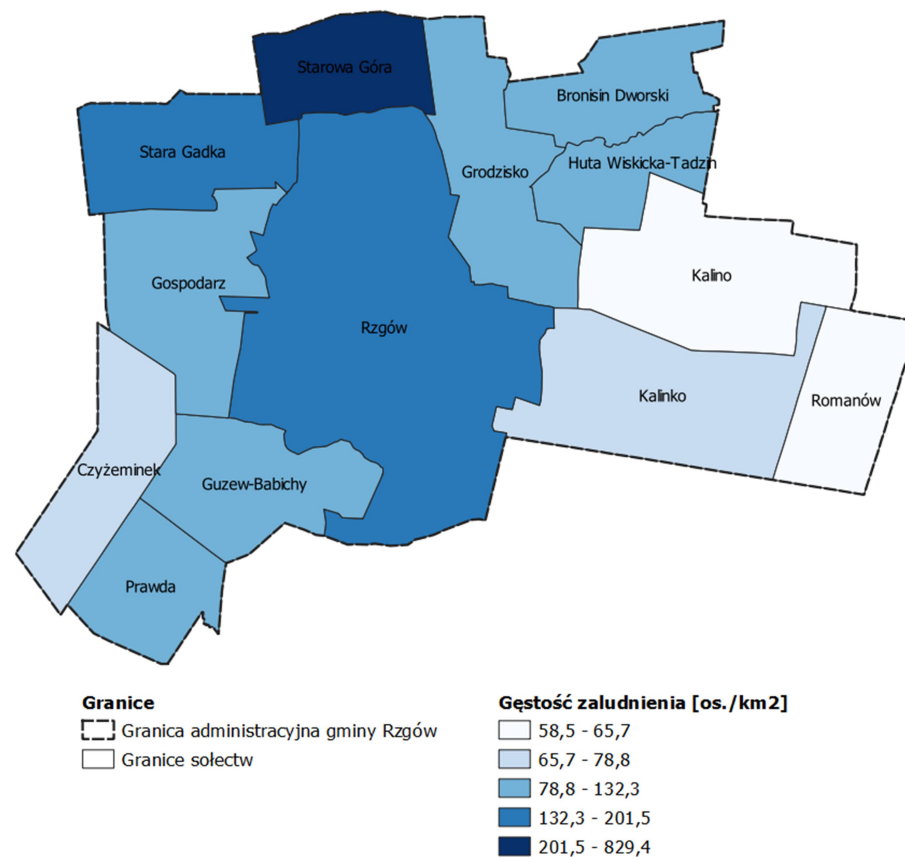 Starowa Góra
Bronisin Dworski
Stara Gadka
Huta Wiskicka-Tadzin
Grodzisko
Kalino
Gospodarz
Rzgów
Kalinko
Romanów
Czyżeminek
Guzew-Babichy
Prawda
Granice
Granica administracyjna gminy Rzgów
Granice sołectw
Gęstość zaludnienia [os./km2]
58,5 - 65,7
65,7 - 78,8
78,8 - 132,3
132,3 - 201,5
201,5 - 829,4